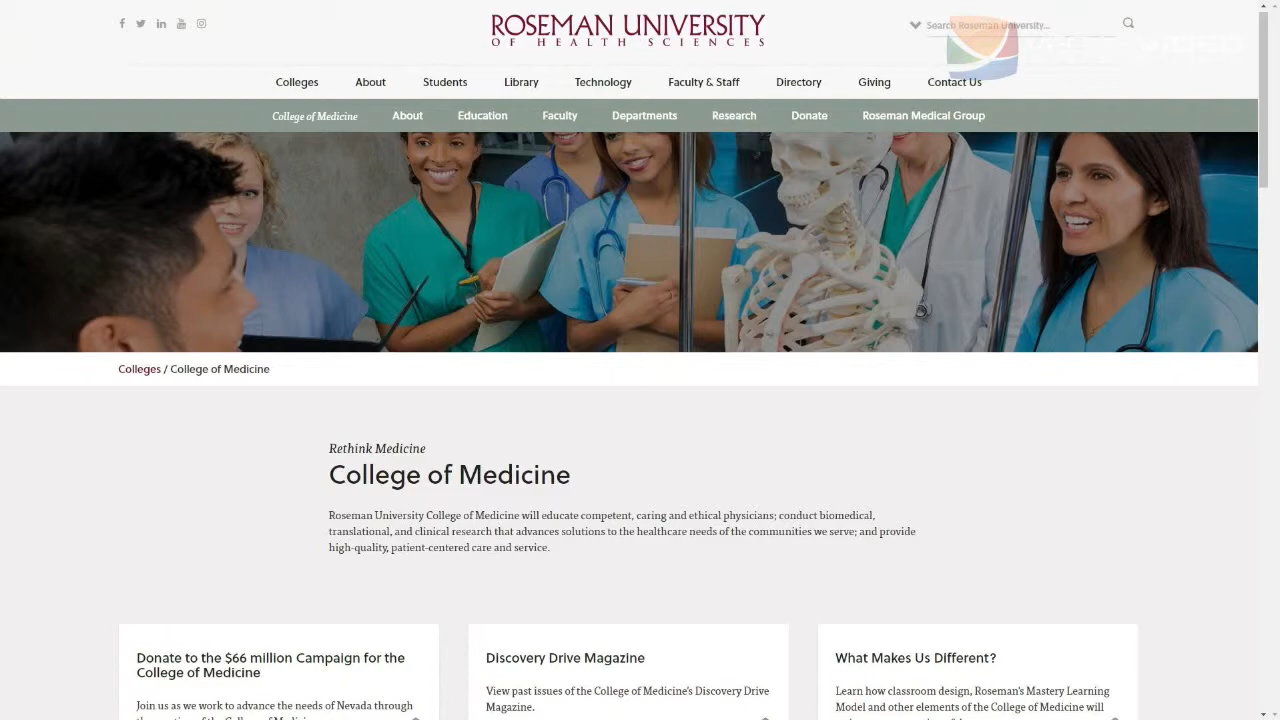 ROSEMAN UNIVERSITY
OF HEALTH SCIENCES
Search Roseman University...
Colleges About Students Library Technology Faculty & Staff Directory Giving Contact Us
College of Medicine About Education Faculty Departments Research Donate Roseman Medical Group
Colleges / College of Medicine
Rethink Medicine
College of Medicine
Roseman University College of Medicine will educate competent, caring and ethical physicians; conduct biomedical,
translational, and clinical research that advances solutions to the healthcare needs of the communities we serve; and provide
high-quality, patient-centered care and service.
Donate to the $66 million Campaign for the
College of Medicine
Join us as we work to advance the needs of Nevada through
Discovery Drive Magazine
View past issues of the College of Medicine's Discovery Drive
Magazine.
What Makes Us Different?
Learn how classroom design, Roseman's Mastery Learning
Model and other elements of the College of Medicine will